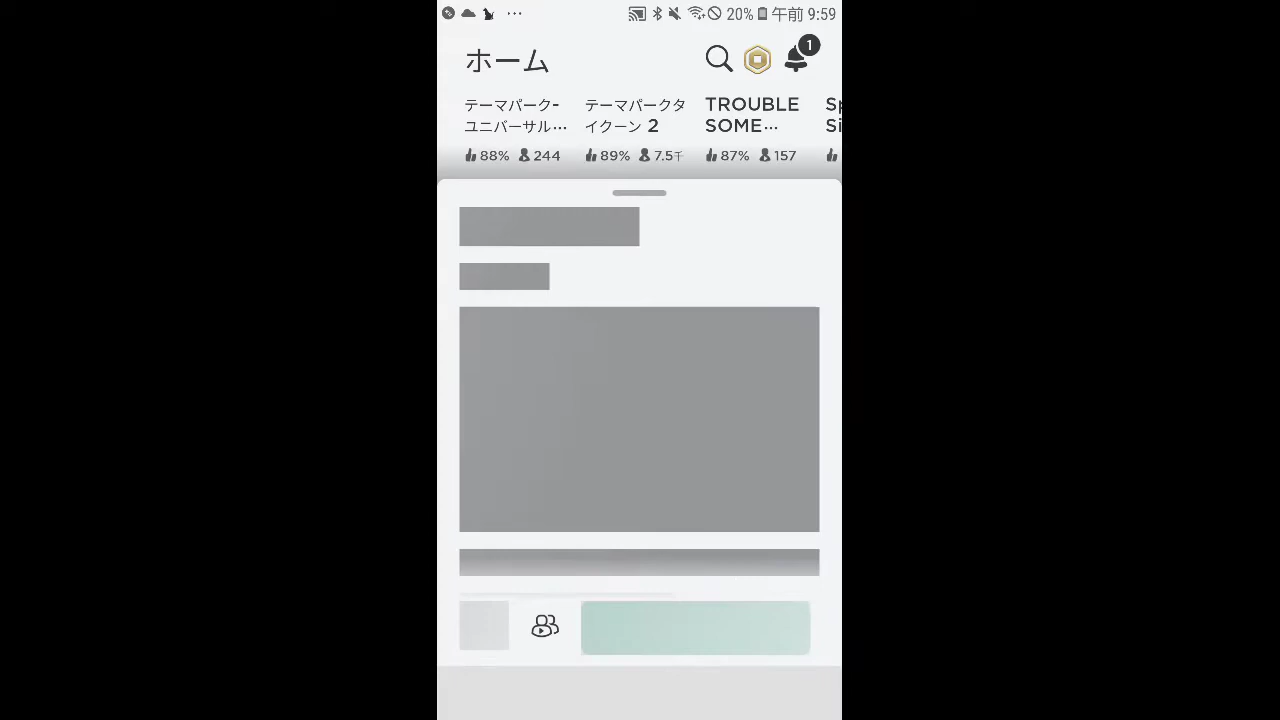 20% 午前 9:59
ホーム
1
テーマパーク-
ユニバーサル…
テーマパークタ
イクーン 2
TROUBLE
SOME…
Sp
Si
88% 244
89% 7.5千
87% 157